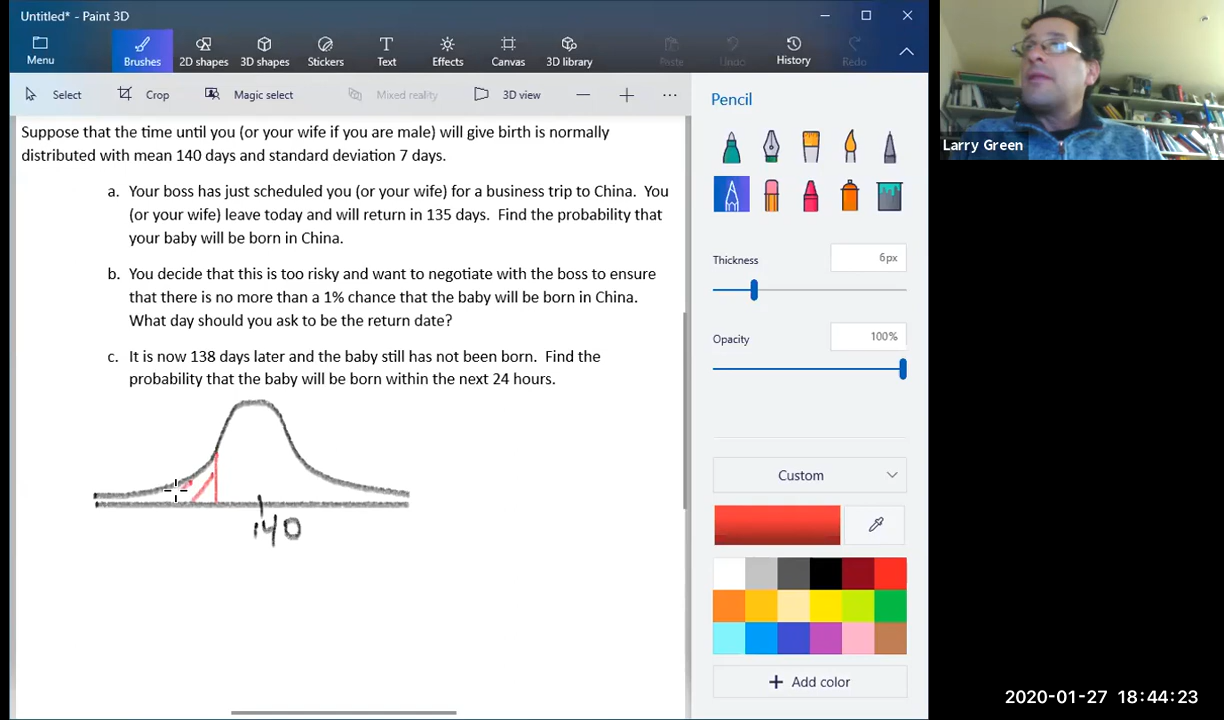 Untitled* - Paint 3D
Menu
Brushes
2D shapes
3D shapes
Stickers
Text
Effects
Canvas
3D library
Paste
Undo
History
Redo
Select
Crop
Magic select
Mixed reality
3D view
Pencil
Suppose that the time until you (or your wife if you are male) will give birth is normally
distributed with mean 140 days and standard deviation 7 days.
a. Your boss has just scheduled you (or your wife) for a business trip to China. You
(or your wife) leave today and will return in 135 days. Find the probability that
your baby will be born in China.
b. You decide that this is too risky and want to negotiate with the boss to ensure
that there is no more than a 1% chance that the baby will be born in China.
What day should you ask to be the return date?
c. It is now 138 days later and the baby still has not been born. Find the
probability that the baby will be born within the next 24 hours.
140
Thickness
6px
Opacity
100%
Custom
Add color
Larry Green
2020-01-27 18:44:23